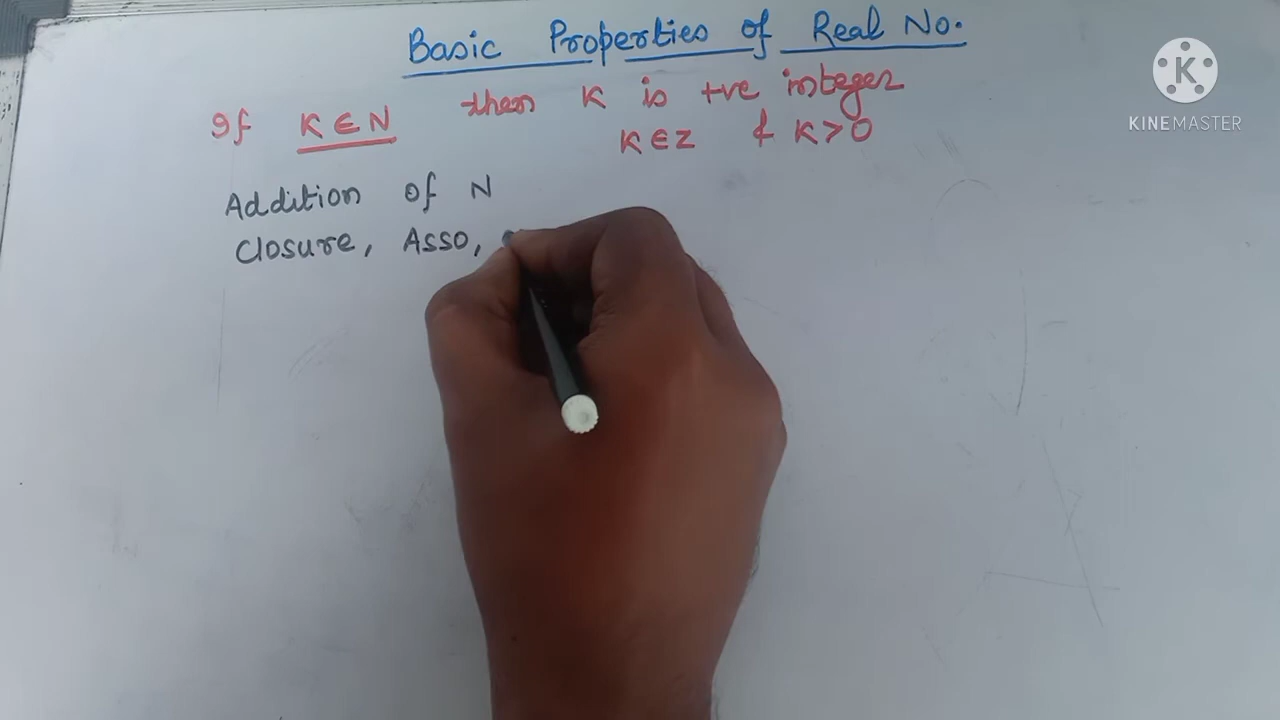 Basic Properties of Real No.
If K ∈ N then K is +ve integer
K ∈ Z & K > 0
Addition of N
Closure, Asso,
KINEMASTER